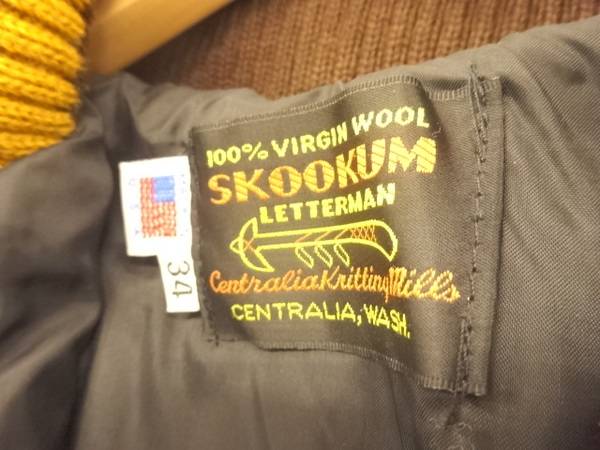 100% VIRGIN WOOL
SKOOKUM
LETTERMAN
Centralia Knitting Mills
CENTRALIA, WASH.
34